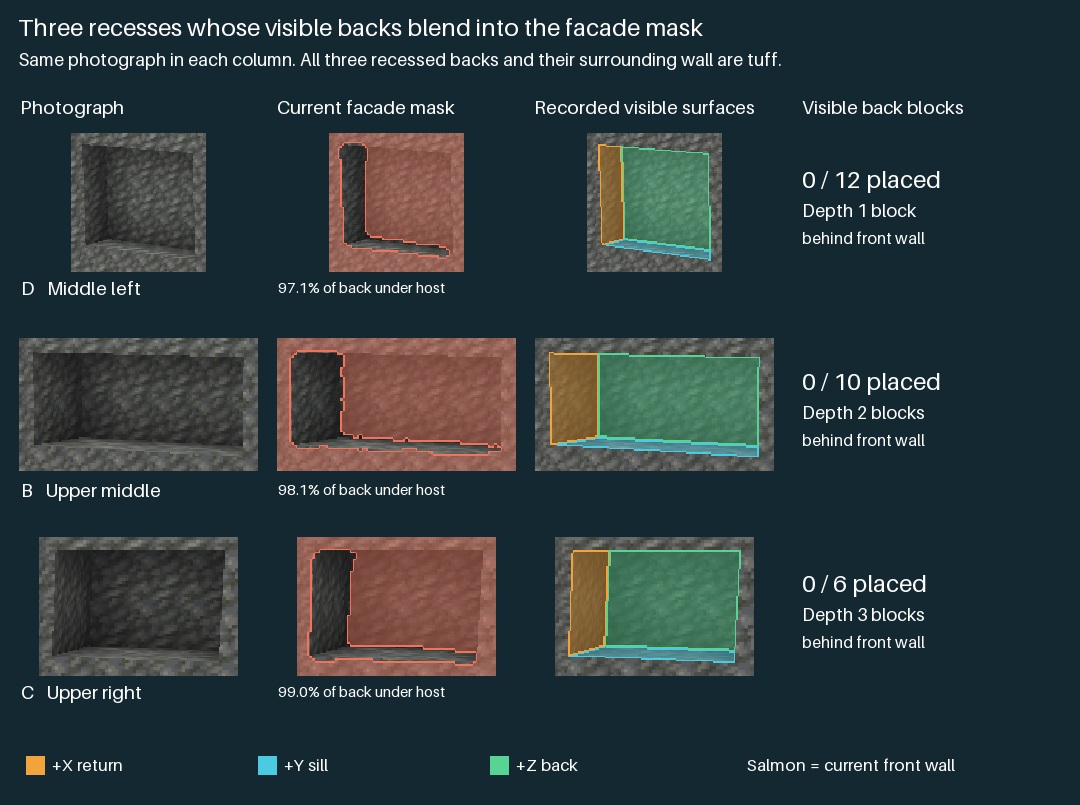 Three recesses whose visible backs blend into the facade mask
Same photograph in each column. All three recessed backs and their surrounding wall are tuff.
Photograph
Current facade mask
Recorded visible surfaces
Visible back blocks
0 / 12 placed
Depth 1 block
behind front wall
D Middle left
97.1% of back under host
0 / 10 placed
Depth 2 blocks
behind front wall
B Upper middle
98.1% of back under host
0 / 6 placed
Depth 3 blocks
behind front wall
C Upper right
99.0% of back under host
+X return
+Y sill
+Z back
Salmon = current front wall